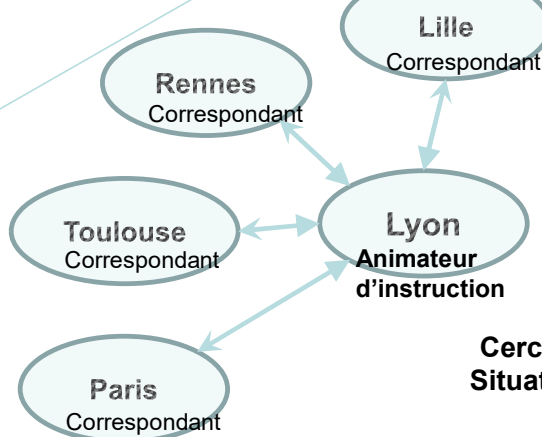 Lille
Correspondant
Rennes
Correspondant
Toulouse
Correspondant
Lyon
Animateur
d'instruction
Paris
Correspondant